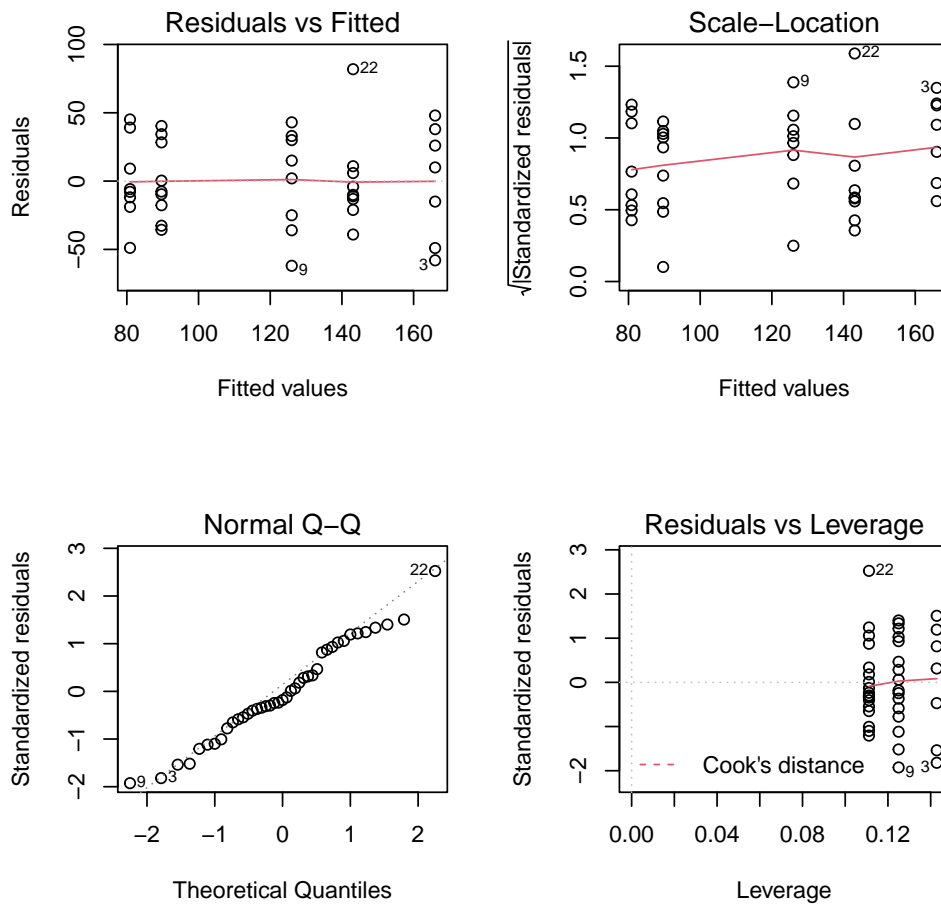 Residuals vs Fitted
Residuals
100
50
0
−50
22
9
3
80 100 120 140 160
Fitted values
Scale−Location
√|Standardized residuals|
1.5
1.0
0.5
0.0
22
9
3
80 100 120 140 160
Fitted values
Normal Q−Q
Standardized residuals
3
2
1
0
−1
−2
22
9
3
−2 −1 0 1 2
Theoretical Quantiles
Residuals vs Leverage
Standardized residuals
3
2
1
0
−2
22
9
3
Cook's distance
0.00 0.04 0.08 0.12
Leverage